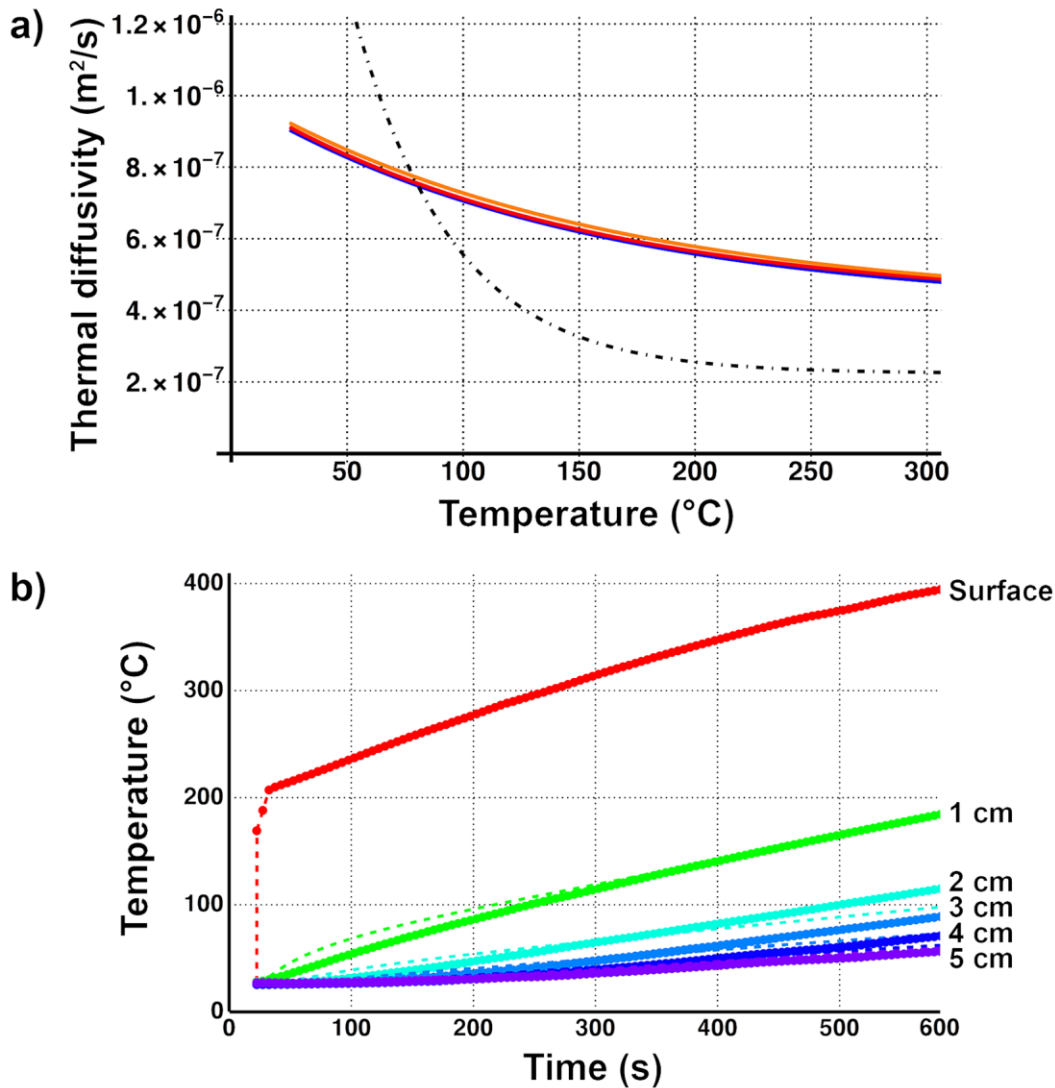 a)
Thermal diffusivity (m²/s)
1.2 × 10⁻⁶
1. × 10⁻⁶
8. × 10⁻⁷
6. × 10⁻⁷
4. × 10⁻⁷
2. × 10⁻⁷
50 100 150 200 250 300
Temperature (°C)
b)
Temperature (°C)
400
300
200
100
0
Surface
1 cm
2 cm
3 cm
4 cm
5 cm
0 100 200 300 400 500 600
Time (s)